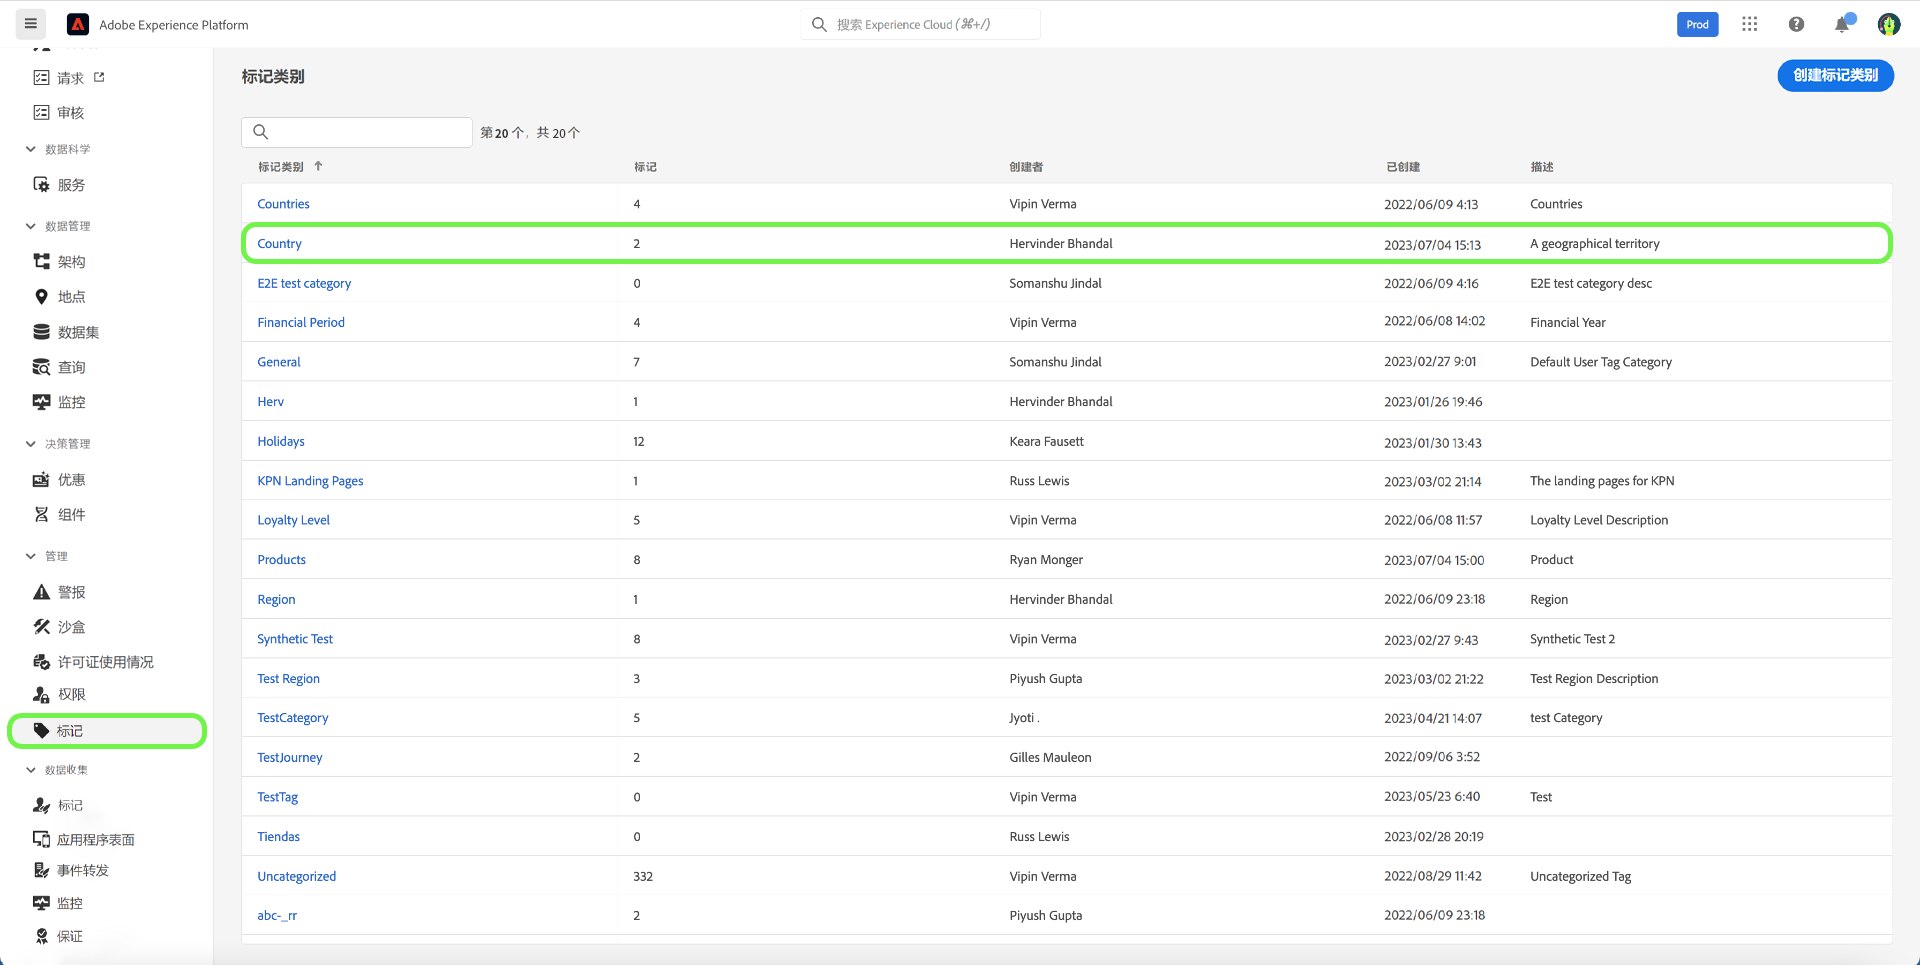 Adobe Experience Platform
搜索 Experience Cloud (⌘+/)
Prod
请求
审核
数据科学
服务
数据管理
架构
地点
数据集
查询
监控
决策管理
优惠
组件
管理
警报
沙盒
许可证使用情况
权限
标记
数据收集
标记
应用程序表面
事件转发
监控
保证
标记类别
创建标记类别
第20 个，共 20个
标记类别 标记 创建者 已创建 描述
Countries 4 Vipin Verma 2022/06/09 4:13 Countries
Country 2 Hervinder Bhandal 2023/07/04 15:13 A geographical territory
E2E test category 0 Somanshu Jindal 2022/06/09 4:16 E2E test category desc
Financial Period 4 Vipin Verma 2022/06/08 14:02 Financial Year
General 7 Somanshu Jindal 2023/02/27 9:01 Default User Tag Category
Herv 1 Hervinder Bhandal 2023/01/26 19:46
Holidays 12 Keara Fausett 2023/01/30 13:43
KPN Landing Pages 1 Russ Lewis 2023/03/02 21:14 The landing pages for KPN
Loyalty Level 5 Vipin Verma 2022/06/08 11:57 Loyalty Level Description
Products 8 Ryan Monger 2023/07/04 15:00 Product
Region 1 Hervinder Bhandal 2022/06/09 23:18 Region
Synthetic Test 8 Vipin Verma 2023/02/27 9:43 Synthetic Test 2
Test Region 3 Piyush Gupta 2023/03/02 21:22 Test Region Description
TestCategory 5 Jyoti . 2023/04/21 14:07 test Category
TestJourney 2 Gilles Mauleon 2022/09/06 3:52
TestTag 0 Vipin Verma 2023/05/23 6:40 Test
Tiendas 0 Russ Lewis 2023/02/28 20:19
Uncategorized 332 Vipin Verma 2022/08/29 11:42 Uncategorized Tag
abc-_rr 2 Piyush Gupta 2022/06/09 23:18